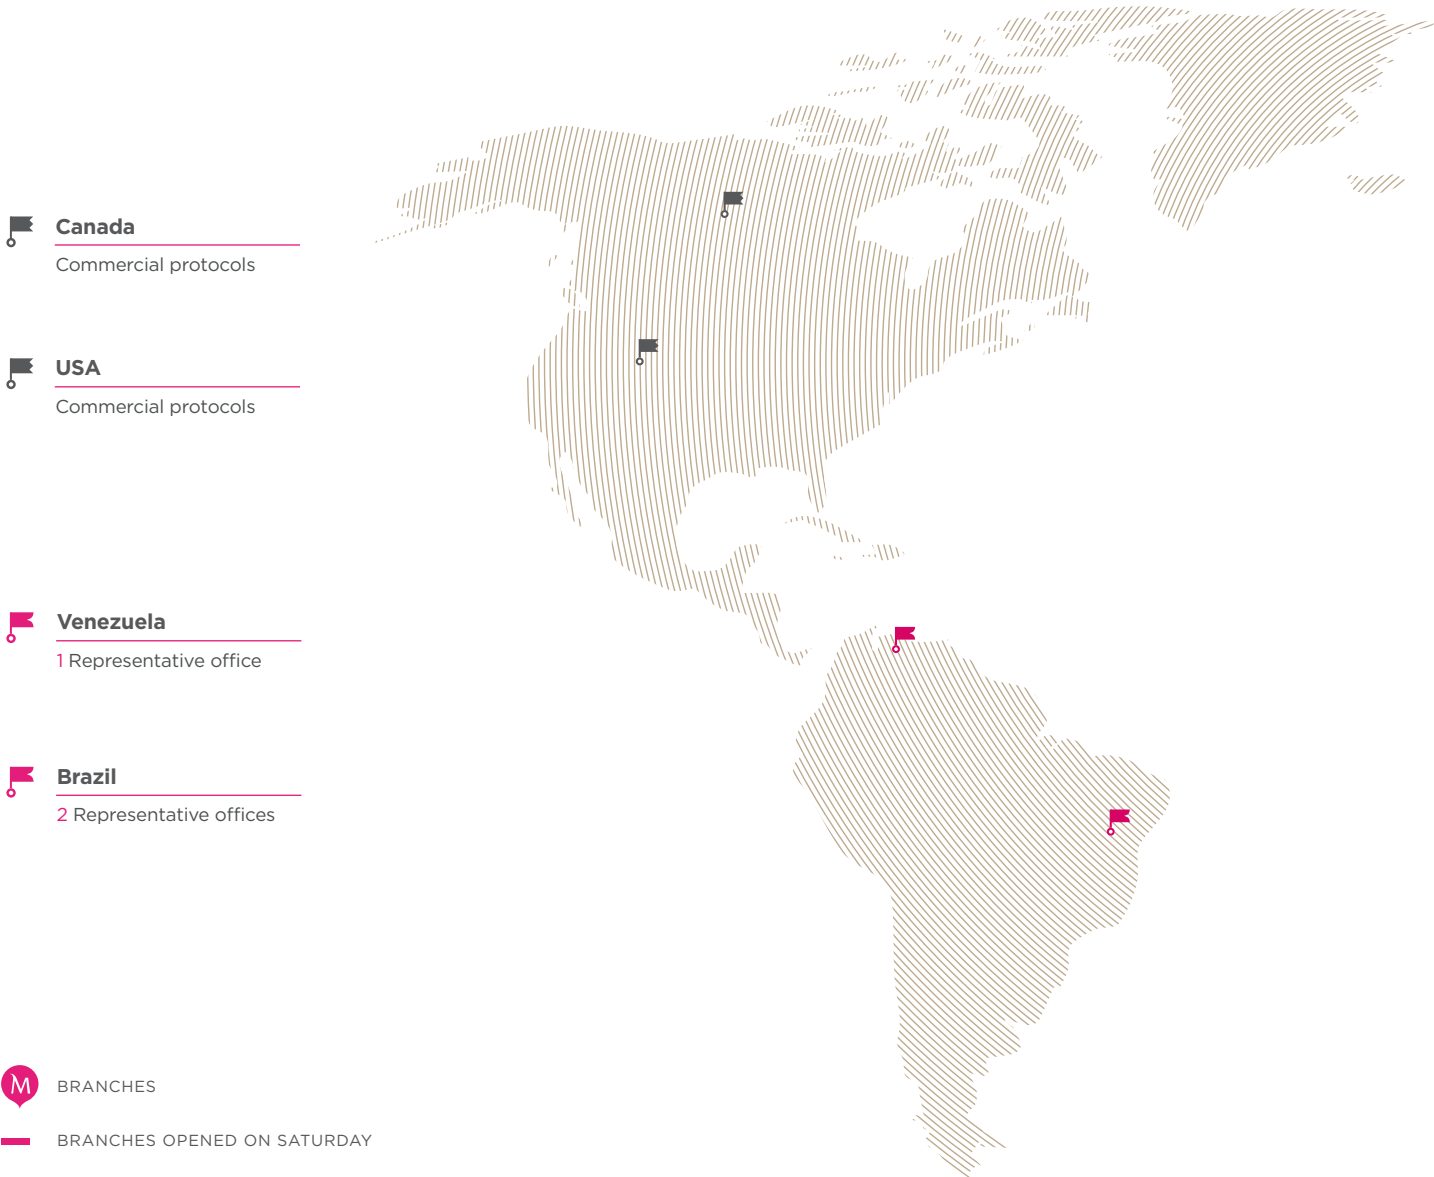 Canada
Commercial protocols
USA
Commercial protocols
Venezuela
1 Representative office
Brazil
2 Representative offices
M
BRANCHES
BRANCHES OPENED ON SATURDAY